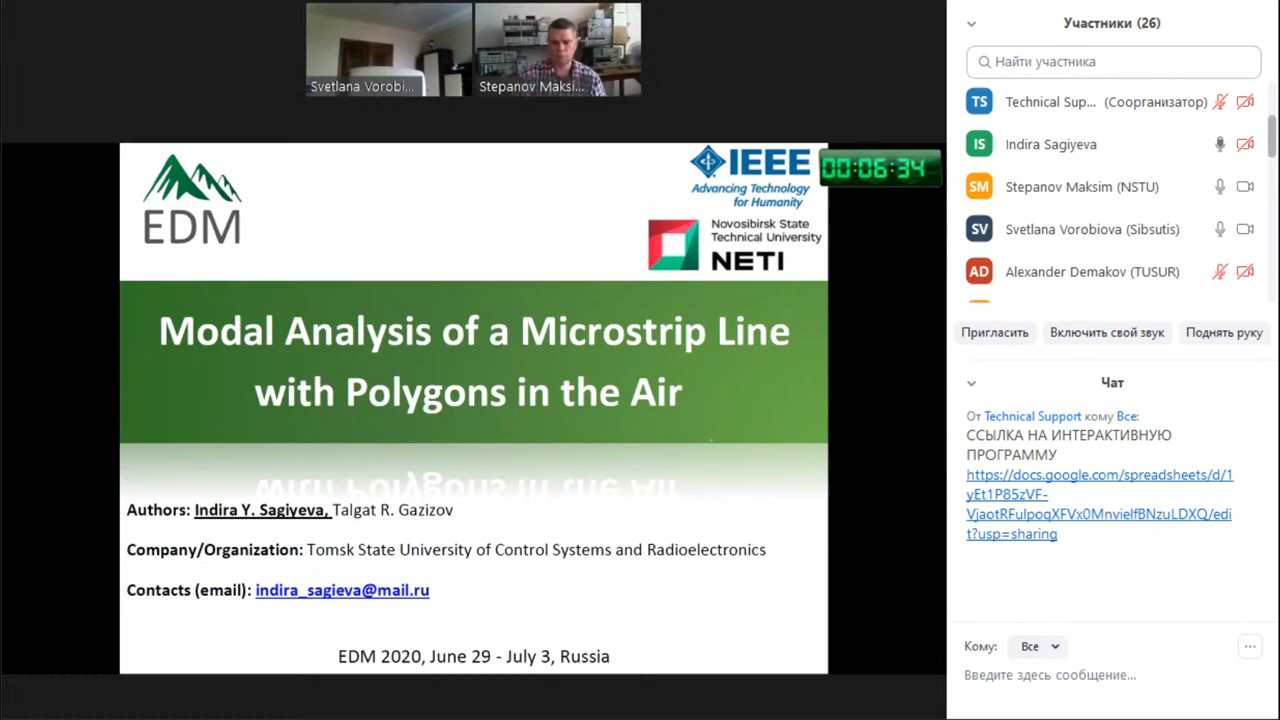 Svetlana Vorobi...
Stepanov Maksi...
EDM
IEEE
Advancing Technology
for Humanity
00:06:34
Novosibirsk State
Technical University
NETI
Modal Analysis of a Microstrip Line
with Polygons in the Air
with Polygons in the Air
Authors: Indira Y. Sagiyeva, Talgat R. Gazizov
Company/Organization: Tomsk State University of Control Systems and Radioelectronics
Contacts (email): indira_sagieva@mail.ru
EDM 2020, June 29 - July 3, Russia
Участники (26)
Найти участника
TS Technical Sup... (Соорганизатор)
IS Indira Sagiyeva
SM Stepanov Maksim (NSTU)
SV Svetlana Vorobiova (Sibsutis)
AD Alexander Demakov (TUSUR)
Пригласить Включить свой звук Поднять руку
Чат
От Technical Support кому Все:
ССЫЛКА НА ИНТЕРАКТИВНУЮ
ПРОГРАММУ
https://docs.google.com/spreadsheets/d/1
yEt1P85zVF-
VjaotRFulpoqXFVx0MnvielfBNzuLDXQ/edi
t?usp=sharing
Кому: Все
Введите здесь сообщение...